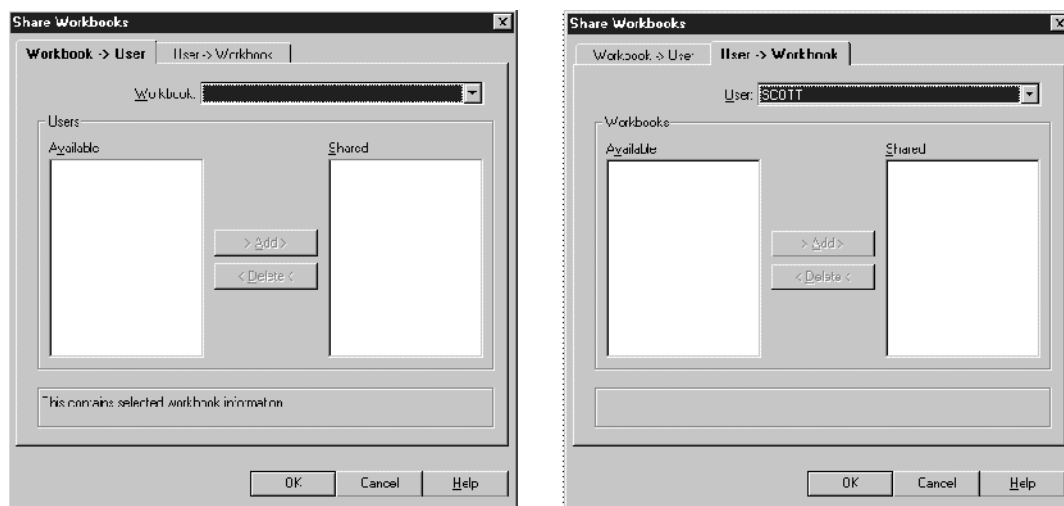 Share Workbooks
Workbook -> User
User -> Workbook
Workbook:
Users
Available
Shared
> Add >
< Delete <
This contains selected workbook information
OK
Cancel
Help
Share Workbooks
Workbook -> User
User -> Workbook
User: SCOTT
Workbooks
Available
Shared
> Add >
< Delete <
OK
Cancel
Help